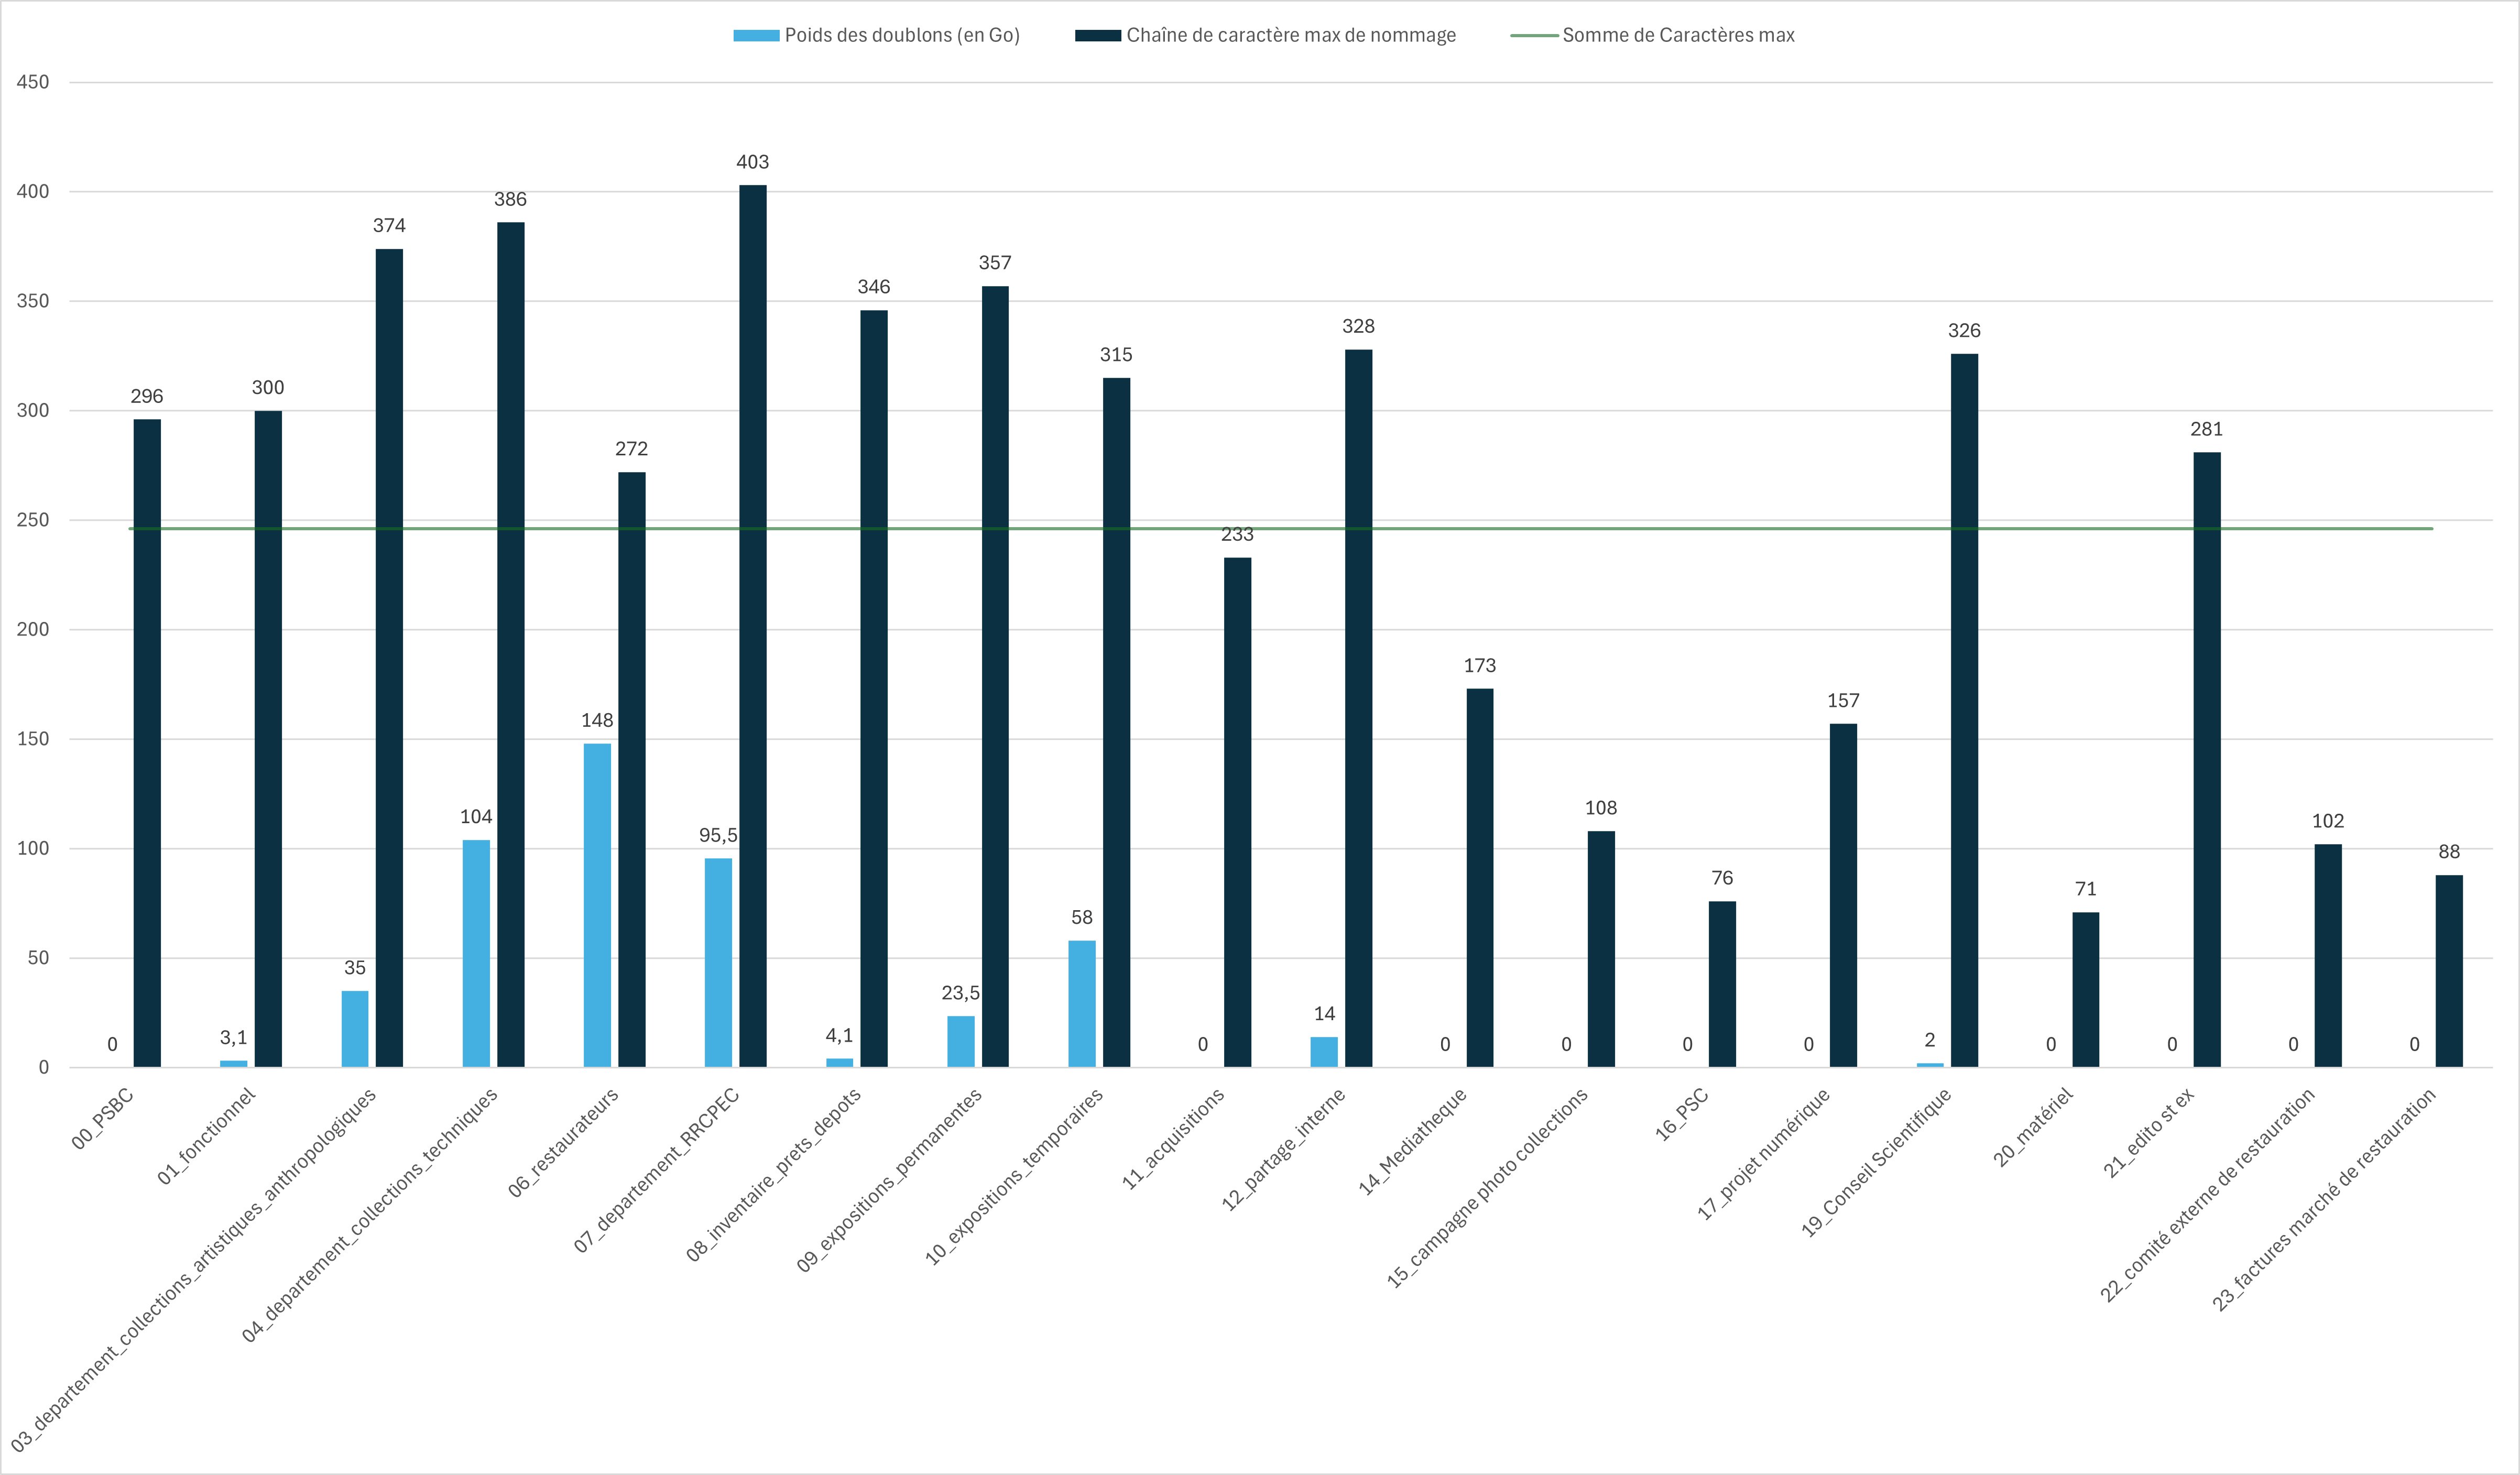 Poids des doublons (en Go) Chaîne de caractère max de nommage Somme de Caractères max
450
400
350
300
250
200
150
100
50
0
0 296
3,1 300
35 374
104 386
148 272
95,5 403
4,1 346
23,5 357
58 315
0 233
14 328
0 173
0 108
0 76
0 157
2 326
0 71
0 281
0 102
0 88
00_PSBC
01_fonctionnel
03_departement_collections_artistiques_anthropologiques
04_departement_collections_techniques
06_restaurateurs
07_departement_RRCPEC
08_inventaire_prets_depots
09_expositions_permanentes
10_expositions_temporaires
11_acquisitions
12_partage_interne
14_Mediatheque
15_campagne photo collections
16_PSC
17_projet numérique
19_Conseil Scientifique
20_matériel
21_edito st ex
22_comité externe de restauration
23_factures marché de restauration